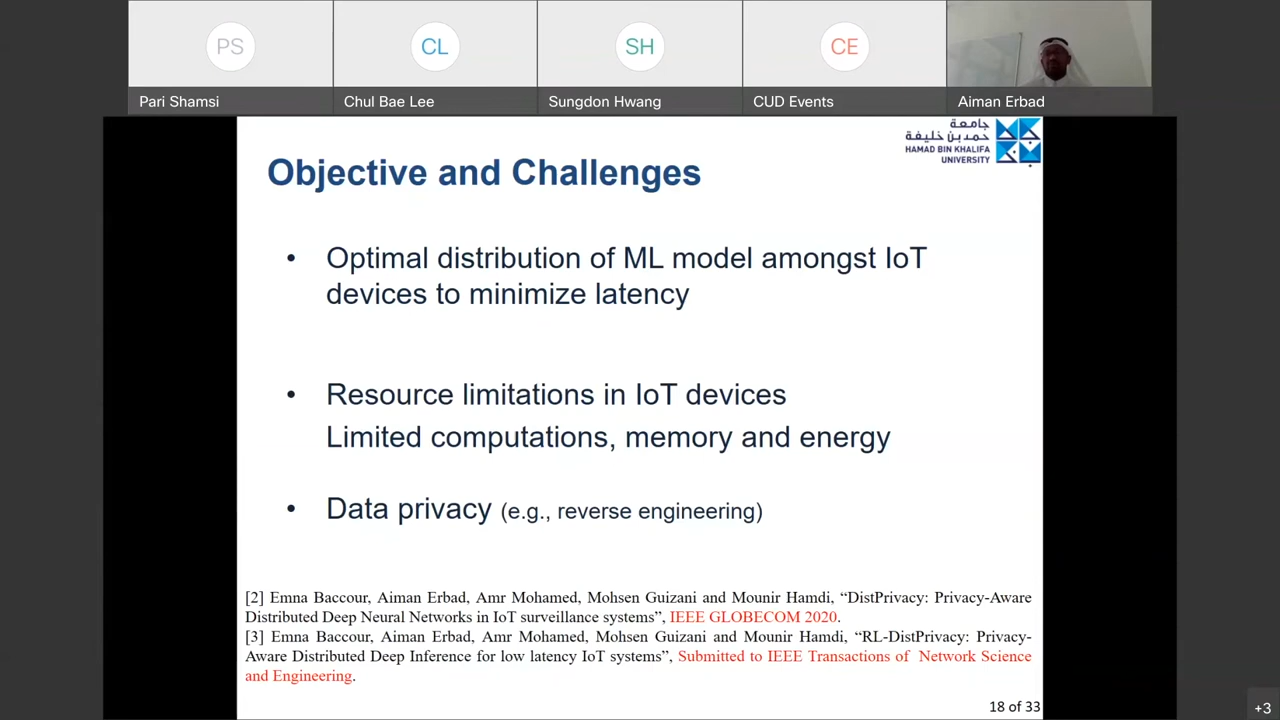 PS
CL
SH
CE
Pari Shamsi
Chul Bae Lee
Sungdon Hwang
CUD Events
Aiman Erbad
جامعة
حمد بن خليفة
HAMAD BIN KHALIFA
UNIVERSITY
Objective and Challenges
• Optimal distribution of ML model amongst IoT
devices to minimize latency
• Resource limitations in IoT devices
Limited computations, memory and energy
• Data privacy (e.g., reverse engineering)
[2] Emna Baccour, Aiman Erbad, Amr Mohamed, Mohsen Guizani and Mounir Hamdi, “DistPrivacy: Privacy-Aware
Distributed Deep Neural Networks in IoT surveillance systems”, IEEE GLOBECOM 2020.
[3] Emna Baccour, Aiman Erbad, Amr Mohamed, Mohsen Guizani and Mounir Hamdi, “RL-DistPrivacy: Privacy-
Aware Distributed Deep Inference for low latency IoT systems”, Submitted to IEEE Transactions of Network Science
and Engineering.
18 of 33
+3